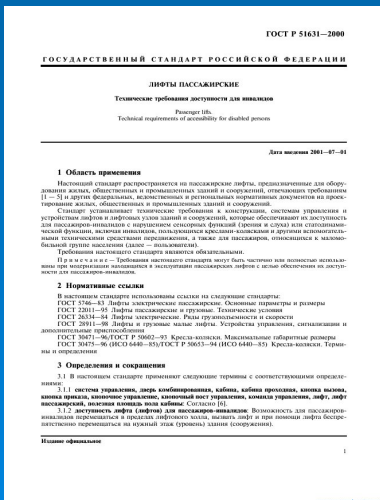 ГОСТ Р 51631—2000
ГОСУДАРСТВЕННЫЙ СТАНДАРТ РОССИЙСКОЙ ФЕДЕРАЦИИ
ЛИФТЫ ПАССАЖИРСКИЕ
Технические требования доступности для инвалидов
Passenger lifts.
Technical requirements of accessibility for disabled persons
Дата введения 2001—07—01
1 Область применения
Настоящий стандарт распространяется на пассажирские лифты, предназначенные для обору-
дования жилых, общественных и промышленных зданий и сооружений, отвечающих требованиям
[1 — 5] и других федеральных, ведомственных и региональных нормативных документов на проек-
тирование жилых, общественных и промышленных зданий и сооружений.
Стандарт устанавливает технические требования к конструкции, системам управления и
устройствам лифтов и лифтовых узлов зданий и сооружений, которые обеспечивают их доступность
для пассажиров-инвалидов с нарушением сенсорных функций (зрения и слуха) или статодинами-
ческой функции, включая инвалидов, пользующихся креслами-колясками и другими вспомогатель-
ными техническими средствами передвижения, а также для пассажиров, относящихся к маломо-
бильной группе населения (далее — пользователи).
Требования настоящего стандарта являются обязательными.
П р и м е ч а н и е — Требования настоящего стандарта могут быть частично или полностью использо-
ваны при модернизации находящихся в эксплуатации пассажирских лифтов с целью обеспечения их доступ-
ности для пассажиров-инвалидов.
2 Нормативные ссылки
В настоящем стандарте использованы ссылки на следующие стандарты:
ГОСТ 5746—83 Лифты электрические пассажирские. Основные параметры и размеры
ГОСТ 22011—95 Лифты пассажирские и грузовые. Технические условия
ГОСТ 26334—84 Лифты электрические. Ряды грузоподъемности и скорости
ГОСТ 28911—98 Лифты и грузовые малые лифты. Устройства управления, сигнализации и
дополнительные приспособления
ГОСТ 30471—96/ГОСТ Р 50602—93 Кресла-коляски. Максимальные габаритные размеры
ГОСТ 30475—96 (ИСО 6440—85)/ГОСТ Р 50653—94 (ИСО 6440—85) Кресла-коляски. Терми-
ны и определения
3 Определения и сокращения
3.1 В настоящем стандарте применяют следующие термины с соответствующими определе-
ниями:
3.1.1 система управления, дверь комбинированная, кабина, кабина проходная, кнопка вызова,
кнопка приказа, кнопочное управление, кнопочный пост управления, команда управления, лифт, лифт
пассажирский, полезная площадь пола кабины: Согласно [6].
3.1.2 доступность лифта (лифтов) для пассажиров-инвалидов: Возможность для пассажиров-
инвалидов перемещаться в пределах лифтового холла, вызвать лифт и при помощи лифта беспре-
пятственно перемещаться на нужный этаж (уровень) здания (сооружения).
Издание официальное
1